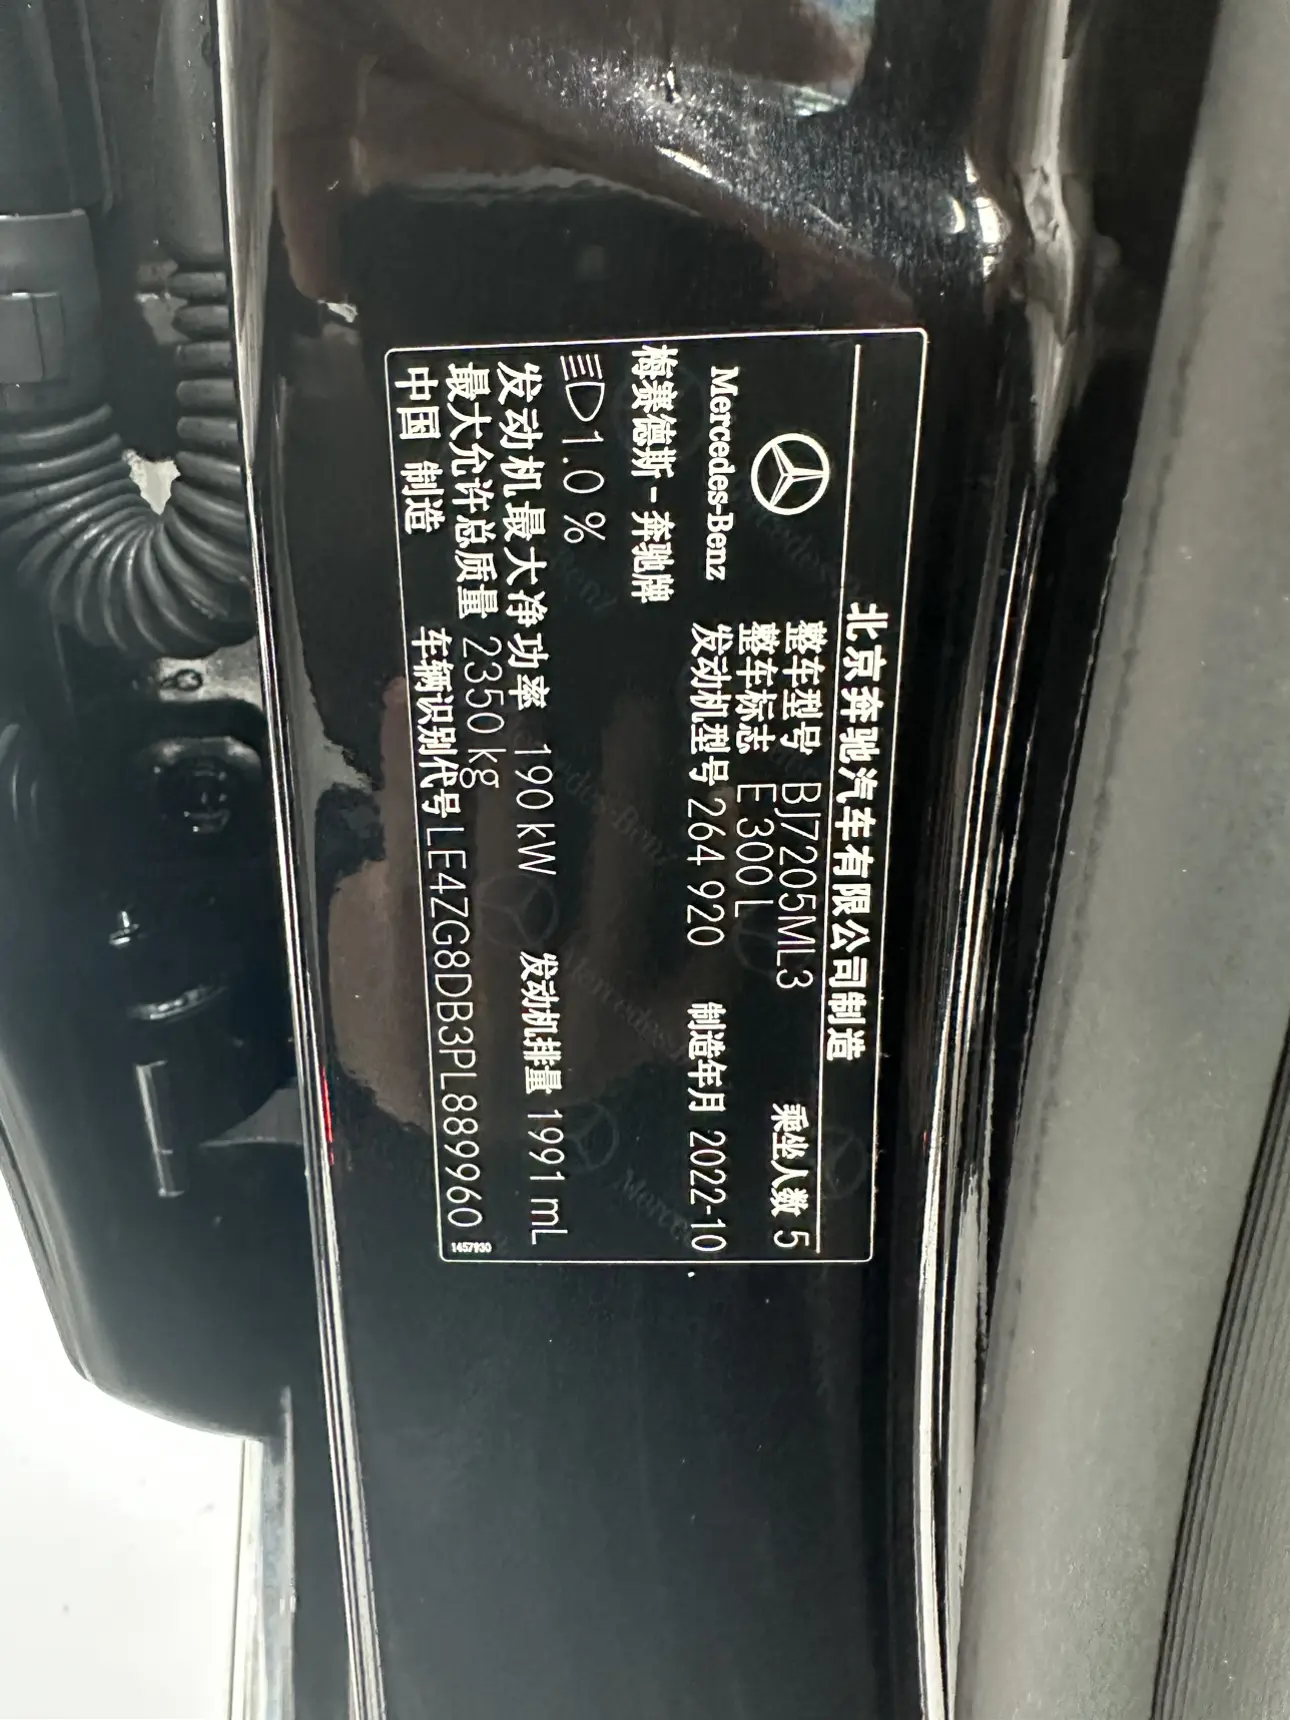 北京奔驰汽车有限公司制造
Mercedes-Benz
梅赛德斯-奔驰牌
整车型号 BJ7205ML3
乘坐人数 5
整车标志 E 300 L
发动机型号 264 920
制造年月 2022-10
1.0 %
发动机最大净功率 190 kW
发动机排量 1991 mL
最大允许总质量 2350 kg
中国 制造
车辆识别代号 LE4ZG8DB3PL889960
1457930